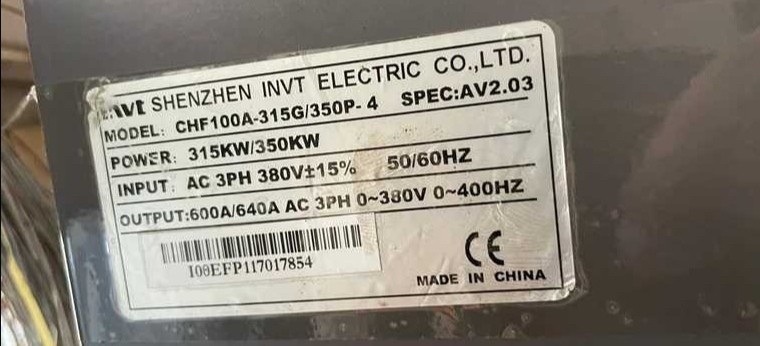 invt SHENZHEN INVT ELECTRIC CO.,LTD.
MODEL: CHF100A-315G/350P-4 SPEC:AV2.03
POWER: 315KW/350KW
INPUT: AC 3PH 380V±15% 50/60HZ
OUTPUT:600A/640A AC 3PH 0~380V 0~400HZ
I08EFP117017854
CE
MADE IN CHINA